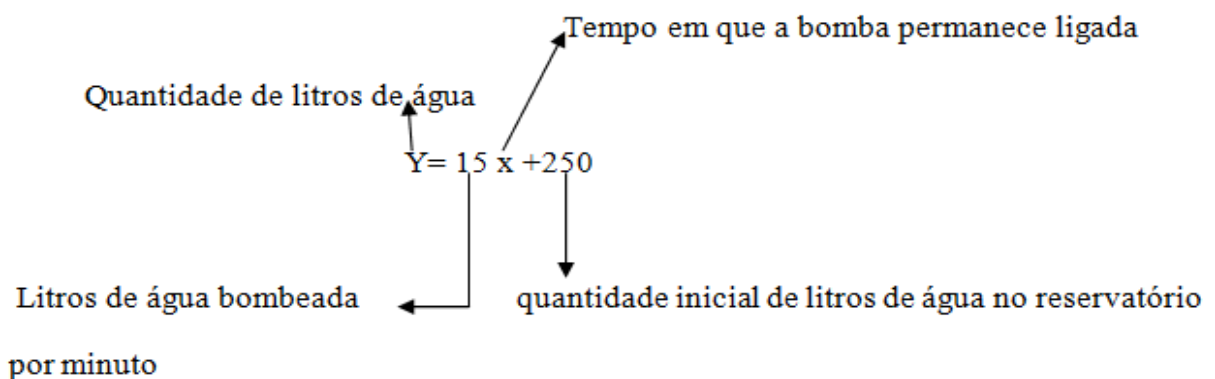 Tempo em que a bomba permanece ligada
Quantidade de litros de água
Y= 15 x +250
Litros de água bombeada
quantidade inicial de litros de água no reservatório
por minuto